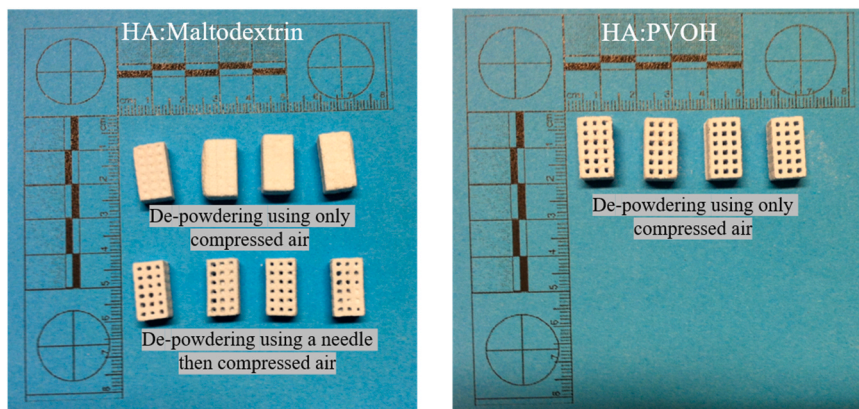 HA:Maltodextrin
De-powdering using only
compressed air
De-powdering using a needle
then compressed air
HA:PVOH
De-powdering using only
compressed air